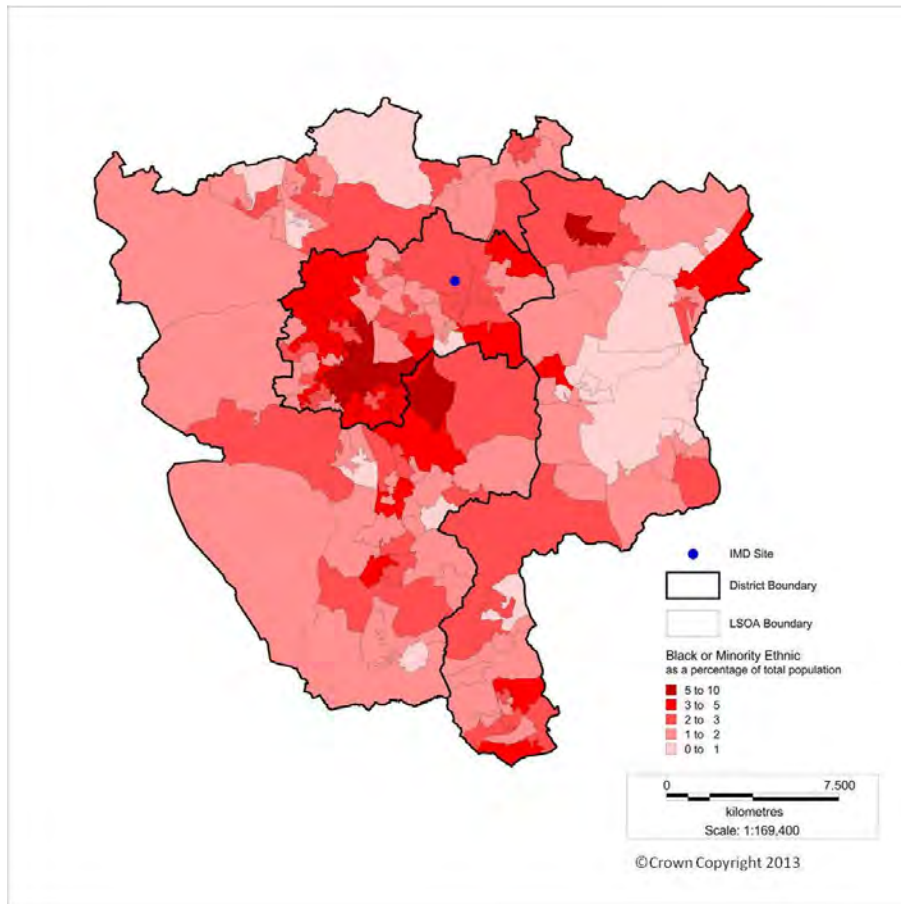 IMD Site
District Boundary
LSOA Boundary
Black or Minority Ethnic
as a percentage of total population
5 to 10
3 to 5
2 to 3
1 to 2
0 to 1
0 7.500
kilometres
Scale: 1:169,400
©Crown Copyright 2013